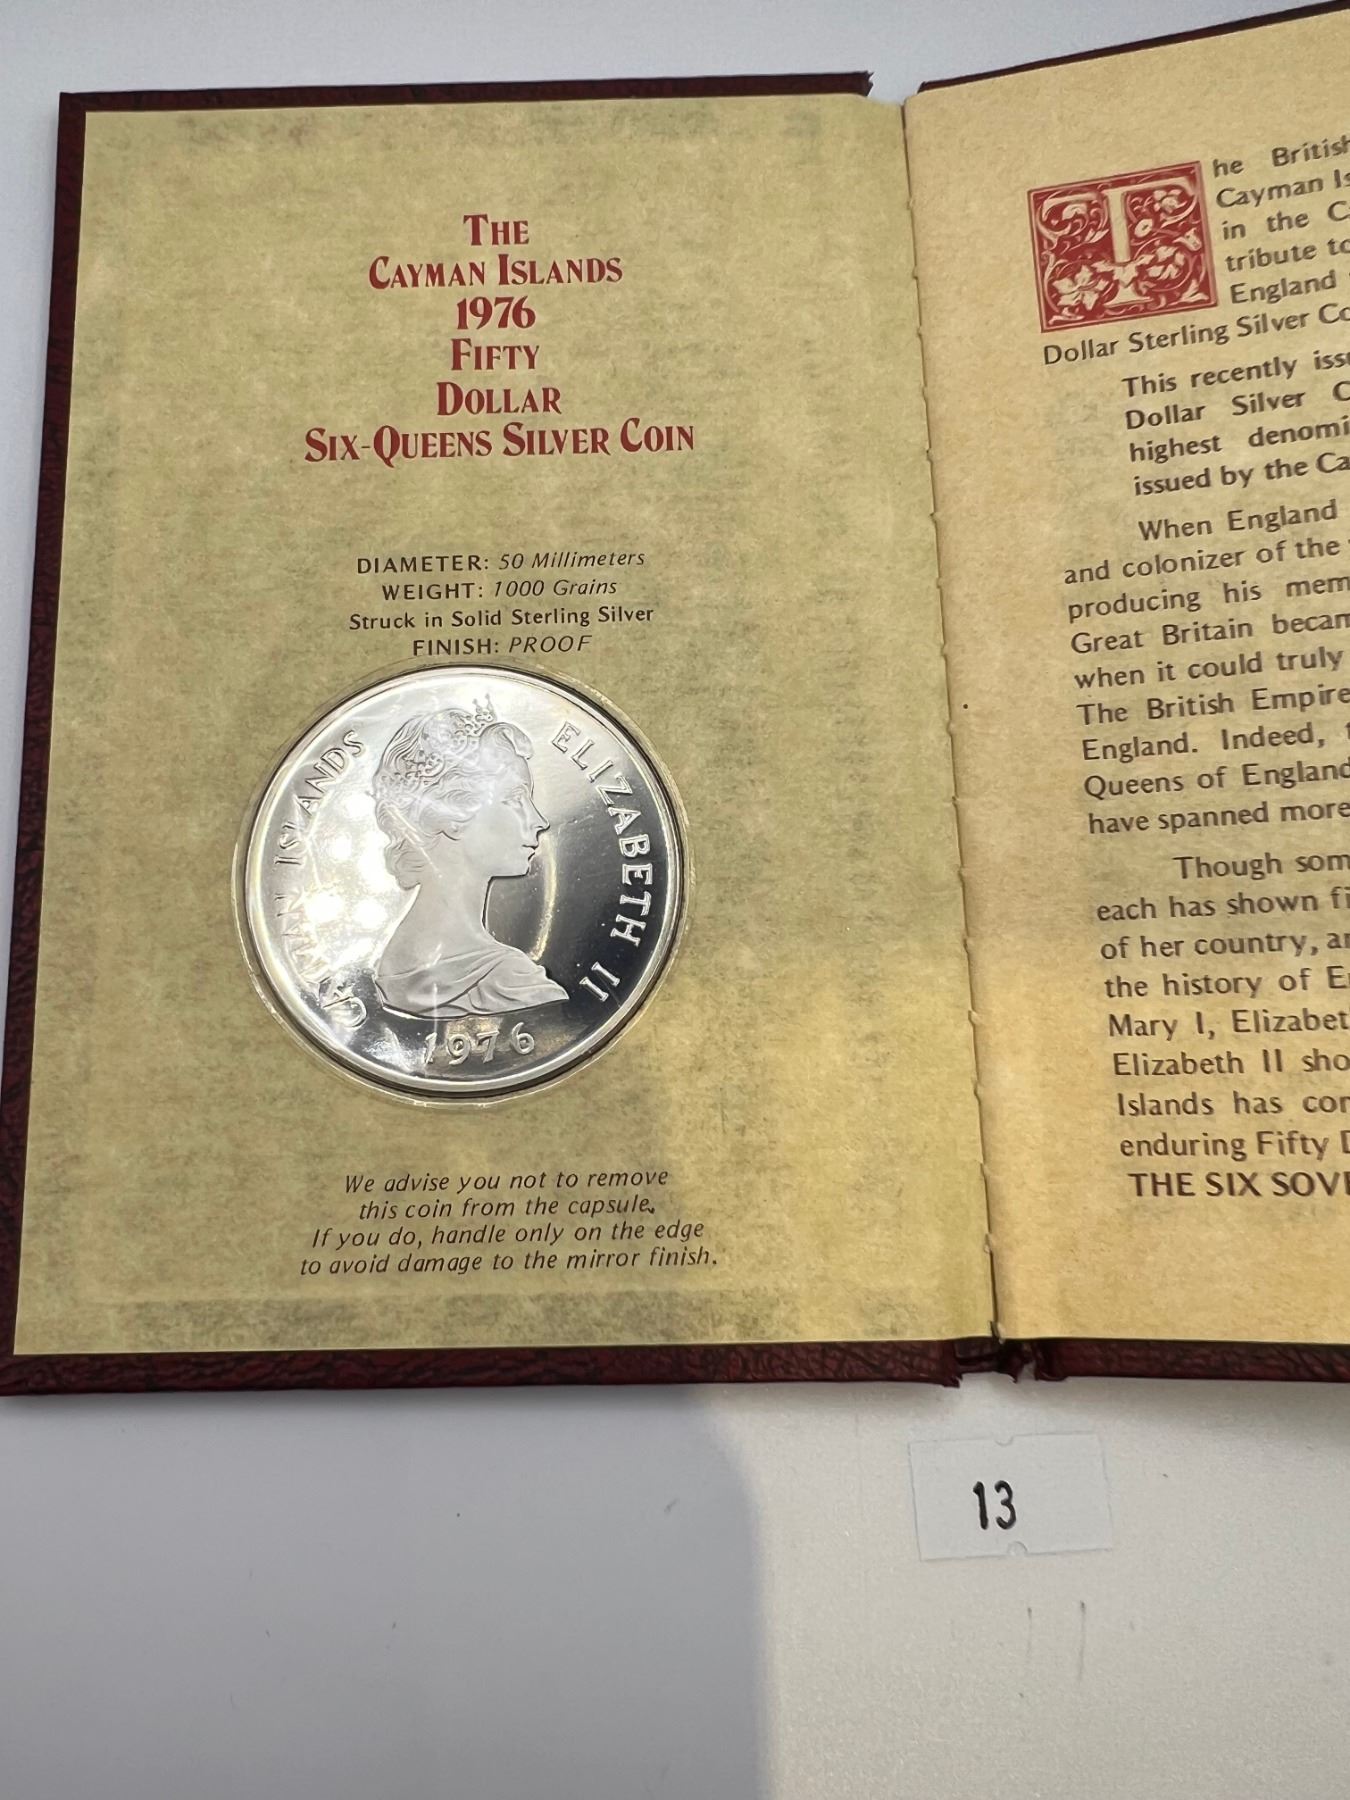 THE
CAYMAN ISLANDS
1976
FIFTY
DOLLAR
SIX-QUEENS SILVER COIN
DIAMETER: 50 Millimeters
WEIGHT: 1000 Grains
Struck in Solid Sterling Silver
FINISH: PROOF
CAYMAN ISLANDS
ELIZABETH II
1976
We advise you not to remove
this coin from the capsule.
If you do, handle only on the edge
to avoid damage to the mirror finish.
The British
Cayman
in the
tribute to
England
Dollar Sterling Silver
This recently
Dollar Silver
highest
issued by the
When England
and colonizer of the
producing his
Great Britain
when it could truly
The British Empire
England. Indeed,
Queens of England
have spanned more
Though
each has shown
of her country,
the history of
Mary I,
Elizabeth II
Islands has
enduring Fifty
THE SIX
13